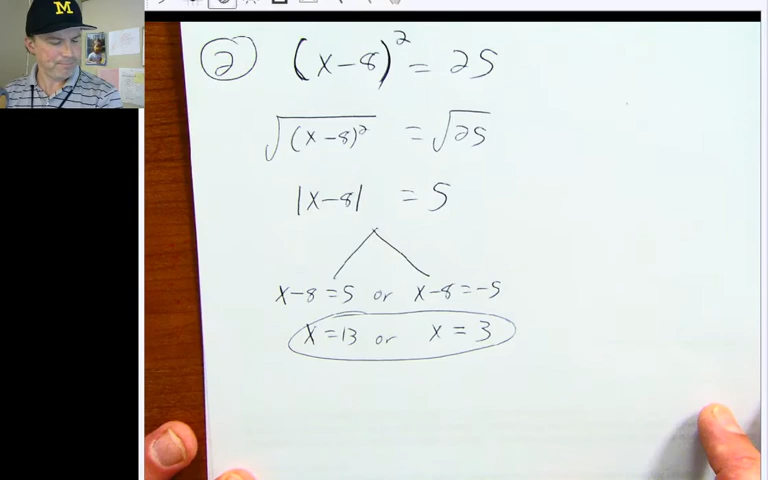 M
② (x-8)² = 25
√(x-8)² = √25
|x-8| = 5
x-8=5 or x-8=-5
x=13 or x=3